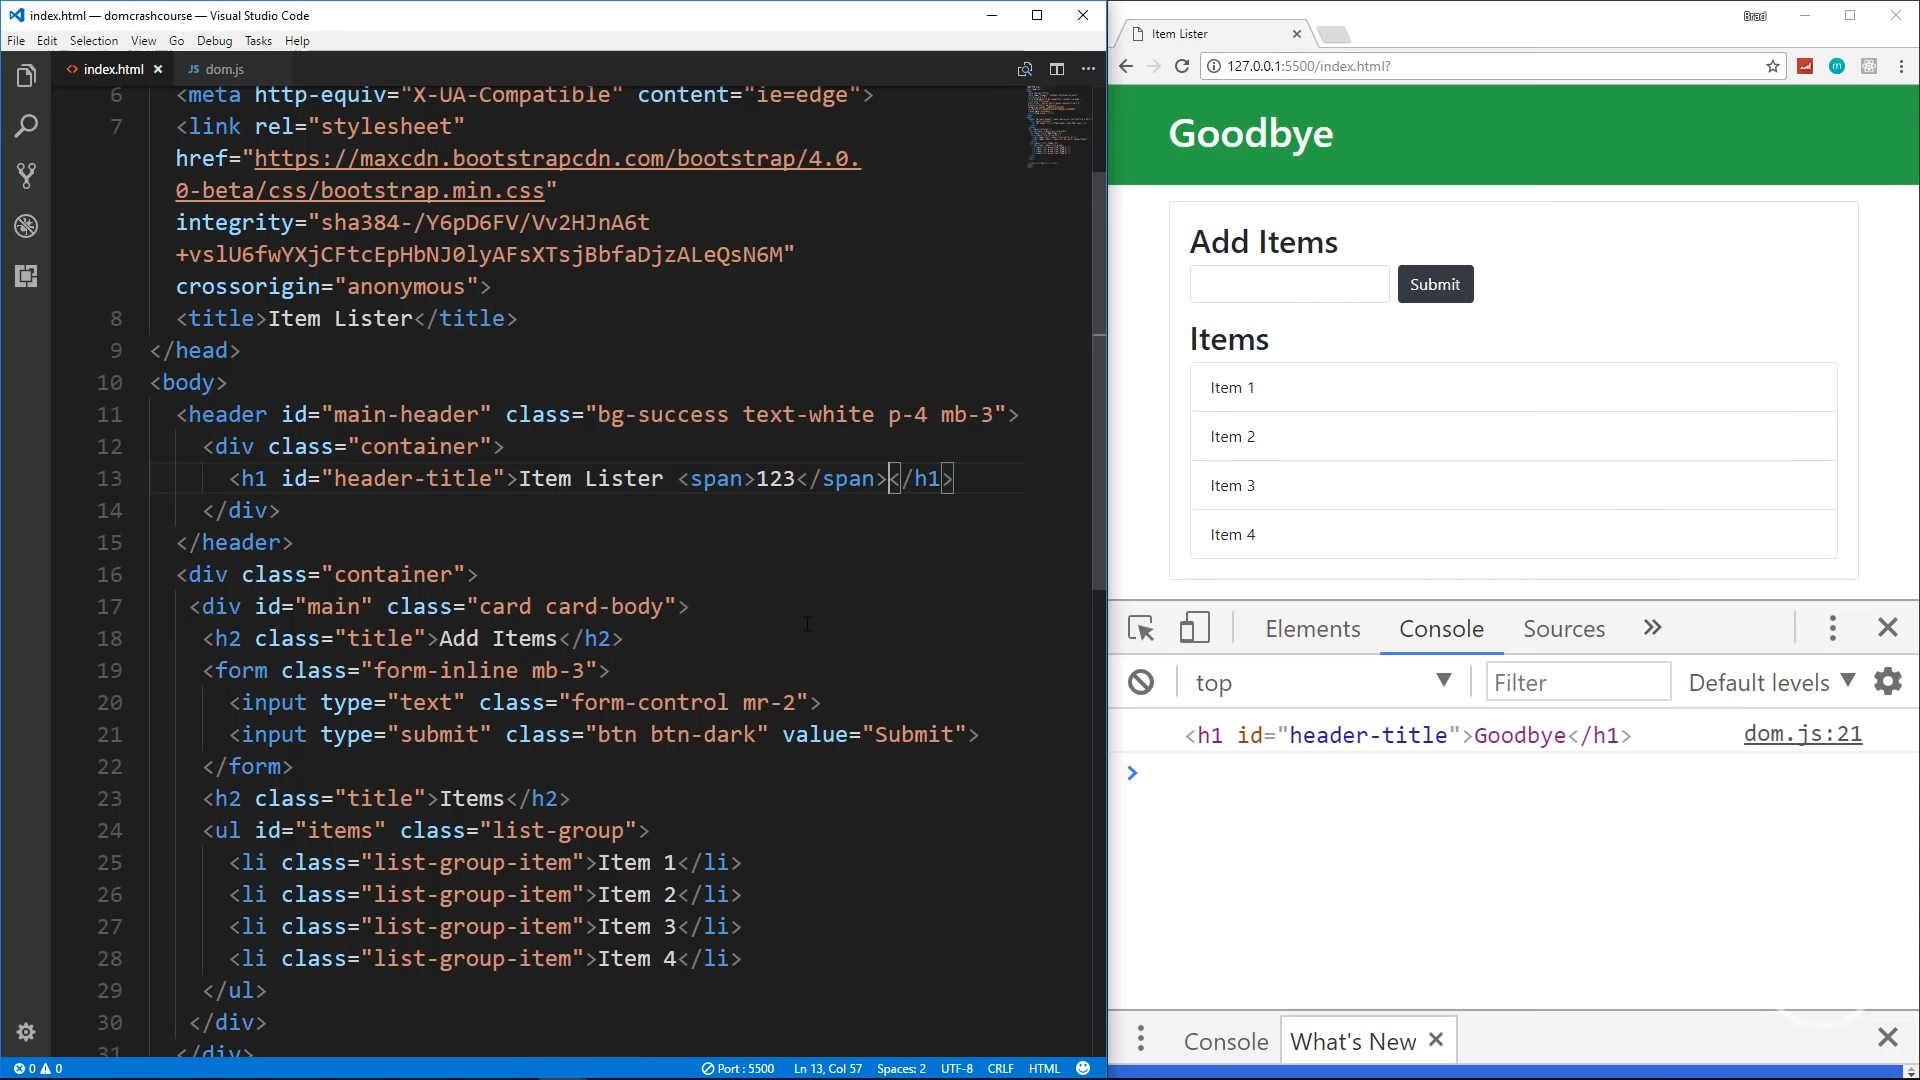 index.html — domcrashcourse — Visual Studio Code
File Edit Selection View Go Debug Tasks Help
<> index.html × JS dom.js
6 <meta http-equiv="X-UA-Compatible" content="ie=edge">
7 <link rel="stylesheet"
href="https://maxcdn.bootstrapcdn.com/bootstrap/4.0.
0-beta/css/bootstrap.min.css"
integrity="sha384-/Y6pD6FV/Vv2HJnA6t
+vslU6fwYXjCFtcEpHbNJ0lyAFsXTsjBbfaDjzALeQsN6M"
crossorigin="anonymous">
8 <title>Item Lister</title>
9 </head>
10 <body>
11 <header id="main-header" class="bg-success text-white p-4 mb-3">
12 <div class="container">
13 <h1 id="header-title">Item Lister <span>123</span></h1>
14 </div>
15 </header>
16 <div class="container">
17 <div id="main" class="card card-body">
18 <h2 class="title">Add Items</h2>
19 <form class="form-inline mb-3">
20 <input type="text" class="form-control mr-2">
21 <input type="submit" class="btn btn-dark" value="Submit">
22 </form>
23 <h2 class="title">Items</h2>
24 <ul id="items" class="list-group">
25 <li class="list-group-item">Item 1</li>
26 <li class="list-group-item">Item 2</li>
27 <li class="list-group-item">Item 3</li>
28 <li class="list-group-item">Item 4</li>
29 </ul>
30 </div>
31 </div>
0 0 Port : 5500 Ln 13, Col 57 Spaces: 2 UTF-8 CRLF HTML
Brad
Item Lister
127.0.0.1:5500/index.html?
m
Goodbye
Add Items
Submit
Items
Item 1
Item 2
Item 3
Item 4
Elements Console Sources »
top Filter Default levels
<h1 id="header-title">Goodbye</h1> dom.js:21
>
Console What's New ×